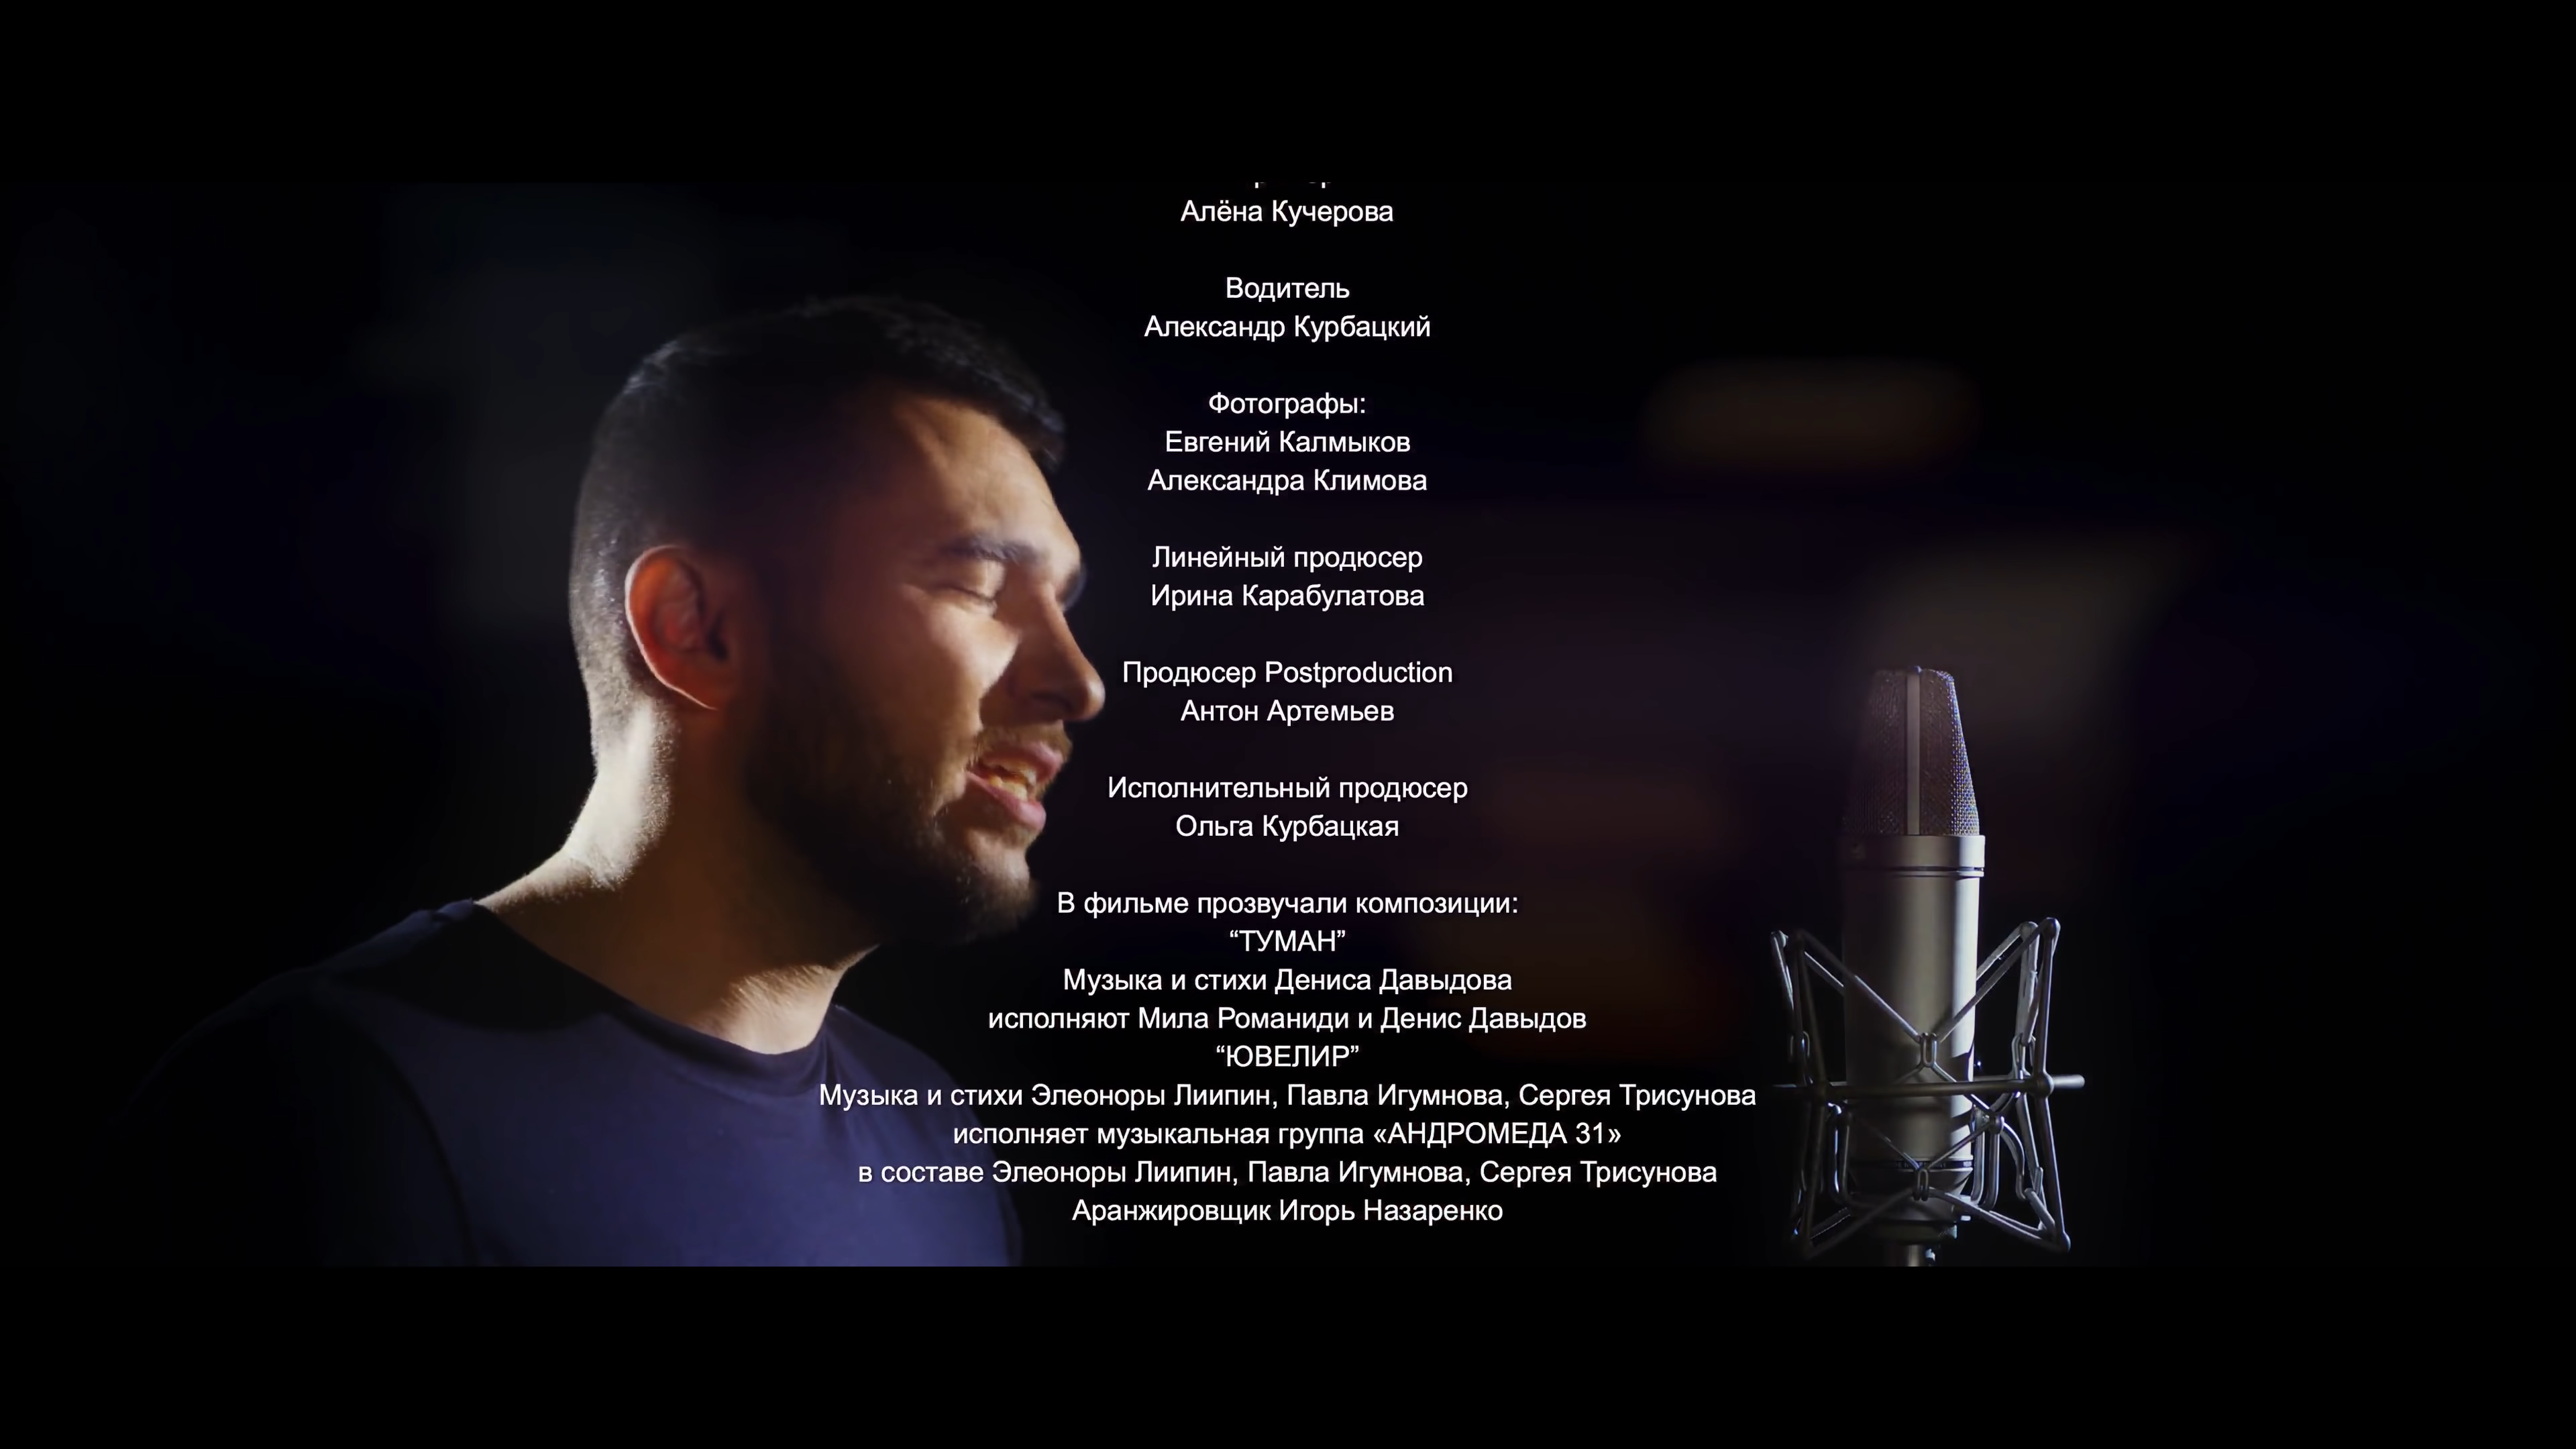 Алёна Кучерова
Водитель
Александр Курбацкий
Фотографы:
Евгений Калмыков
Александра Климова
Линейный продюсер
Ирина Карабулатова
Продюсер Postproduction
Антон Артемьев
Исполнительный продюсер
Ольга Курбацкая
В фильме прозвучали композиции:
“ТУМАН”
Музыка и стихи Дениса Давыдова
исполняют Мила Романиди и Денис Давыдов
“ЮВЕЛИР”
Музыка и стихи Элеоноры Лиипин, Павла Игумнова, Сергея Трисунова
исполняет музыкальная группа «АНДРОМЕДА 31»
в составе Элеоноры Лиипин, Павла Игумнова, Сергея Трисунова
Аранжировщик Игорь Назаренко